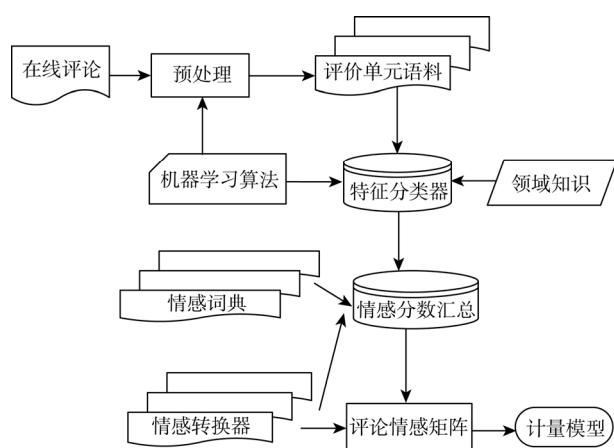 在线评论
预处理
评价单元语料
机器学习算法
特征分类器
领域知识
情感词典
情感分数汇总
情感转换器
评论情感矩阵
计量模型